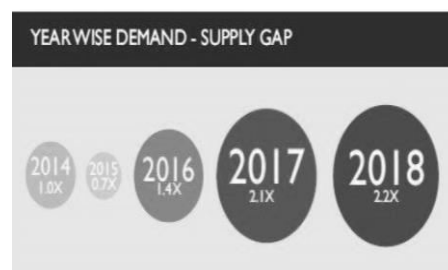 YEARWISE DEMAND - SUPPLY GAP
2014
1.0X
2015
0.7X
2016
1.4X
2017
2.1X
2018
2.2X